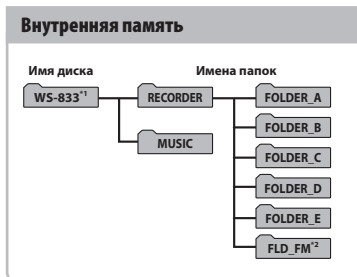 Внутренняя память
Имя диска
Имена папок
WS-833*1
RECORDER
FOLDER_A
FOLDER_B
MUSIC
FOLDER_C
FOLDER_D
FOLDER_E
FLD_FM*2